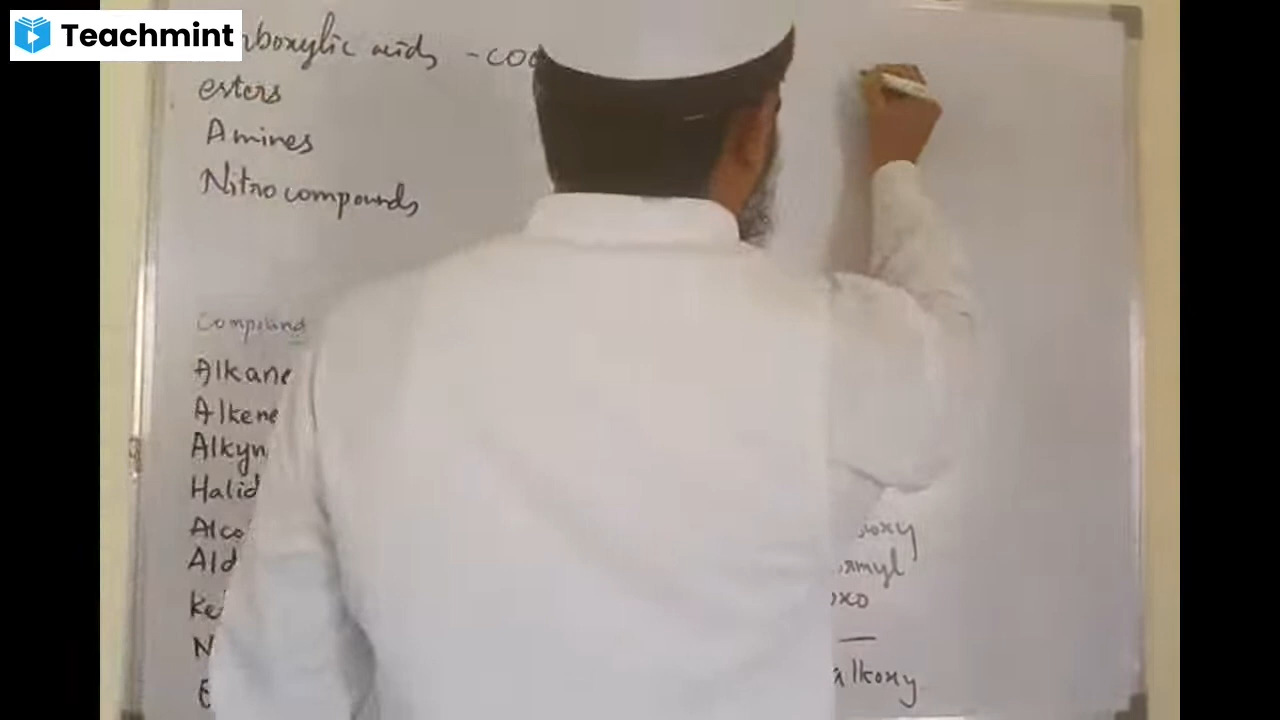 Teachmint
rboxylic acids -COO
esters
Amines
Nitro compounds
Compound
Alkane
Alkene
Alkyn
Halid
Alco
oxy
Ald
rmyl
Ke
oxo
N
—
E
alkoxy